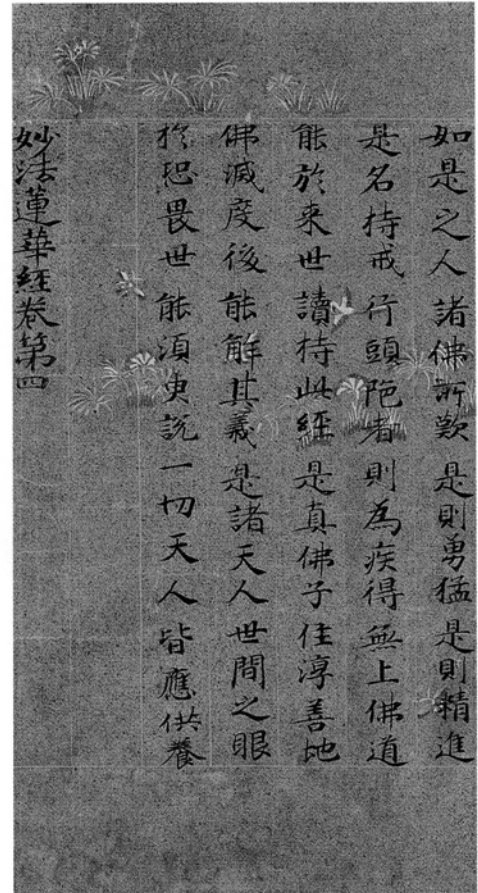 如是之人諸佛所歎是則勇猛是則精進
是名持戒行頭陁者則為疾得無上佛道
能於来世讀持此經是真佛子住淳善地
佛滅度後能解其義是諸天人世間之眼
於恐畏世能須臾說一切天人皆應供養
妙法蓮華經卷第四